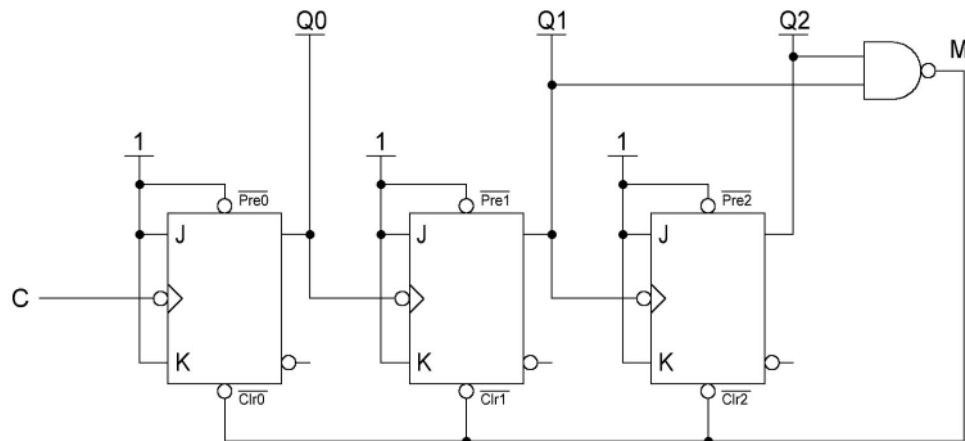 Q0 Q1 Q2 M
1 1 1
Pre0 Pre1 Pre2
J J J
C
K K K
Clr0 Clr1 Clr2